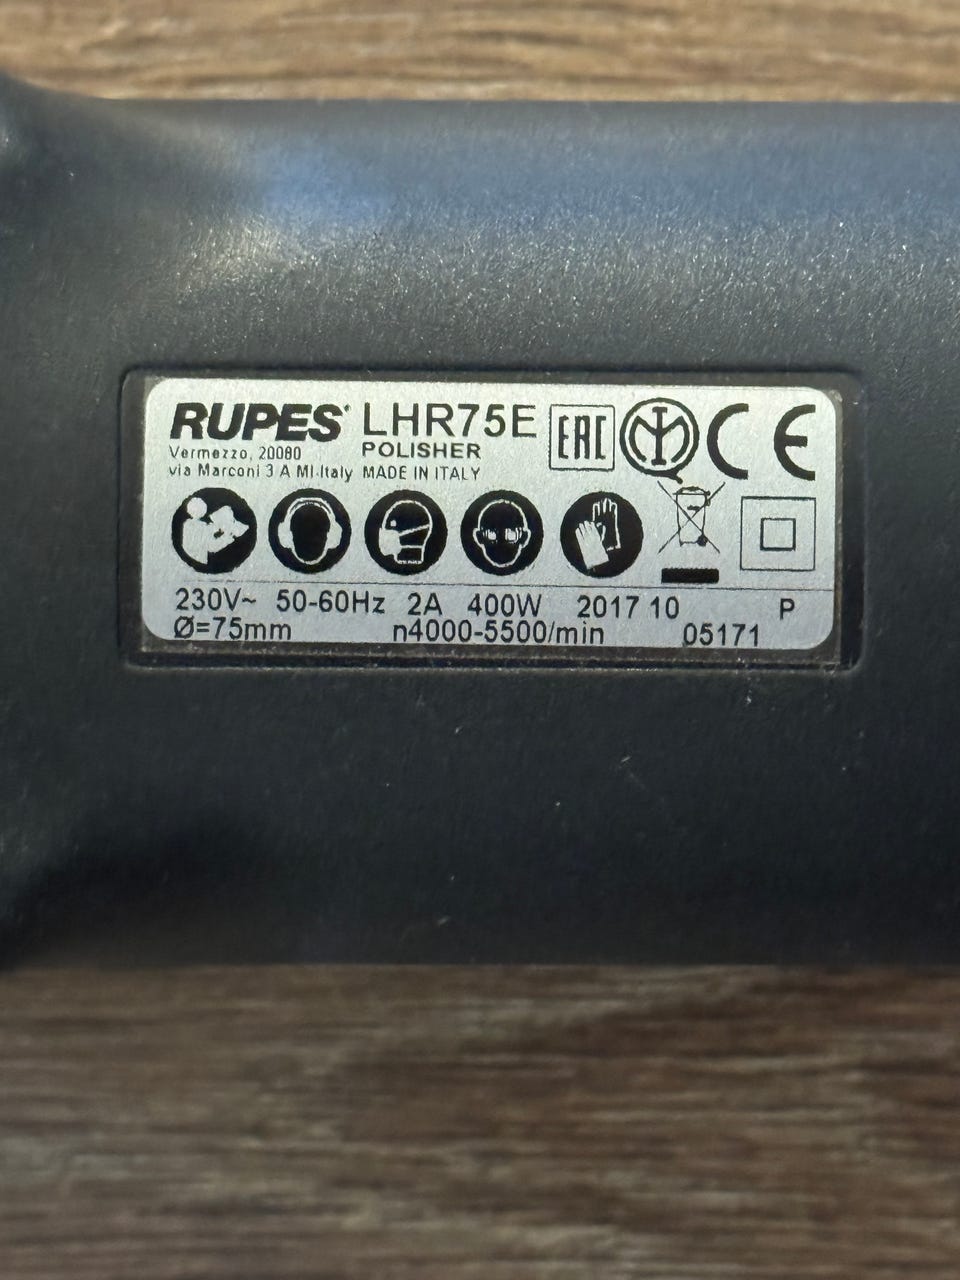 RUPES LHR75E EAC IMQ CE
Vermezzo, 20080 POLISHER
via Marconi 3 A MI-Italy MADE IN ITALY
230V~ 50-60Hz 2A 400W 2017 10 P
Ø=75mm n4000-5500/min 05171